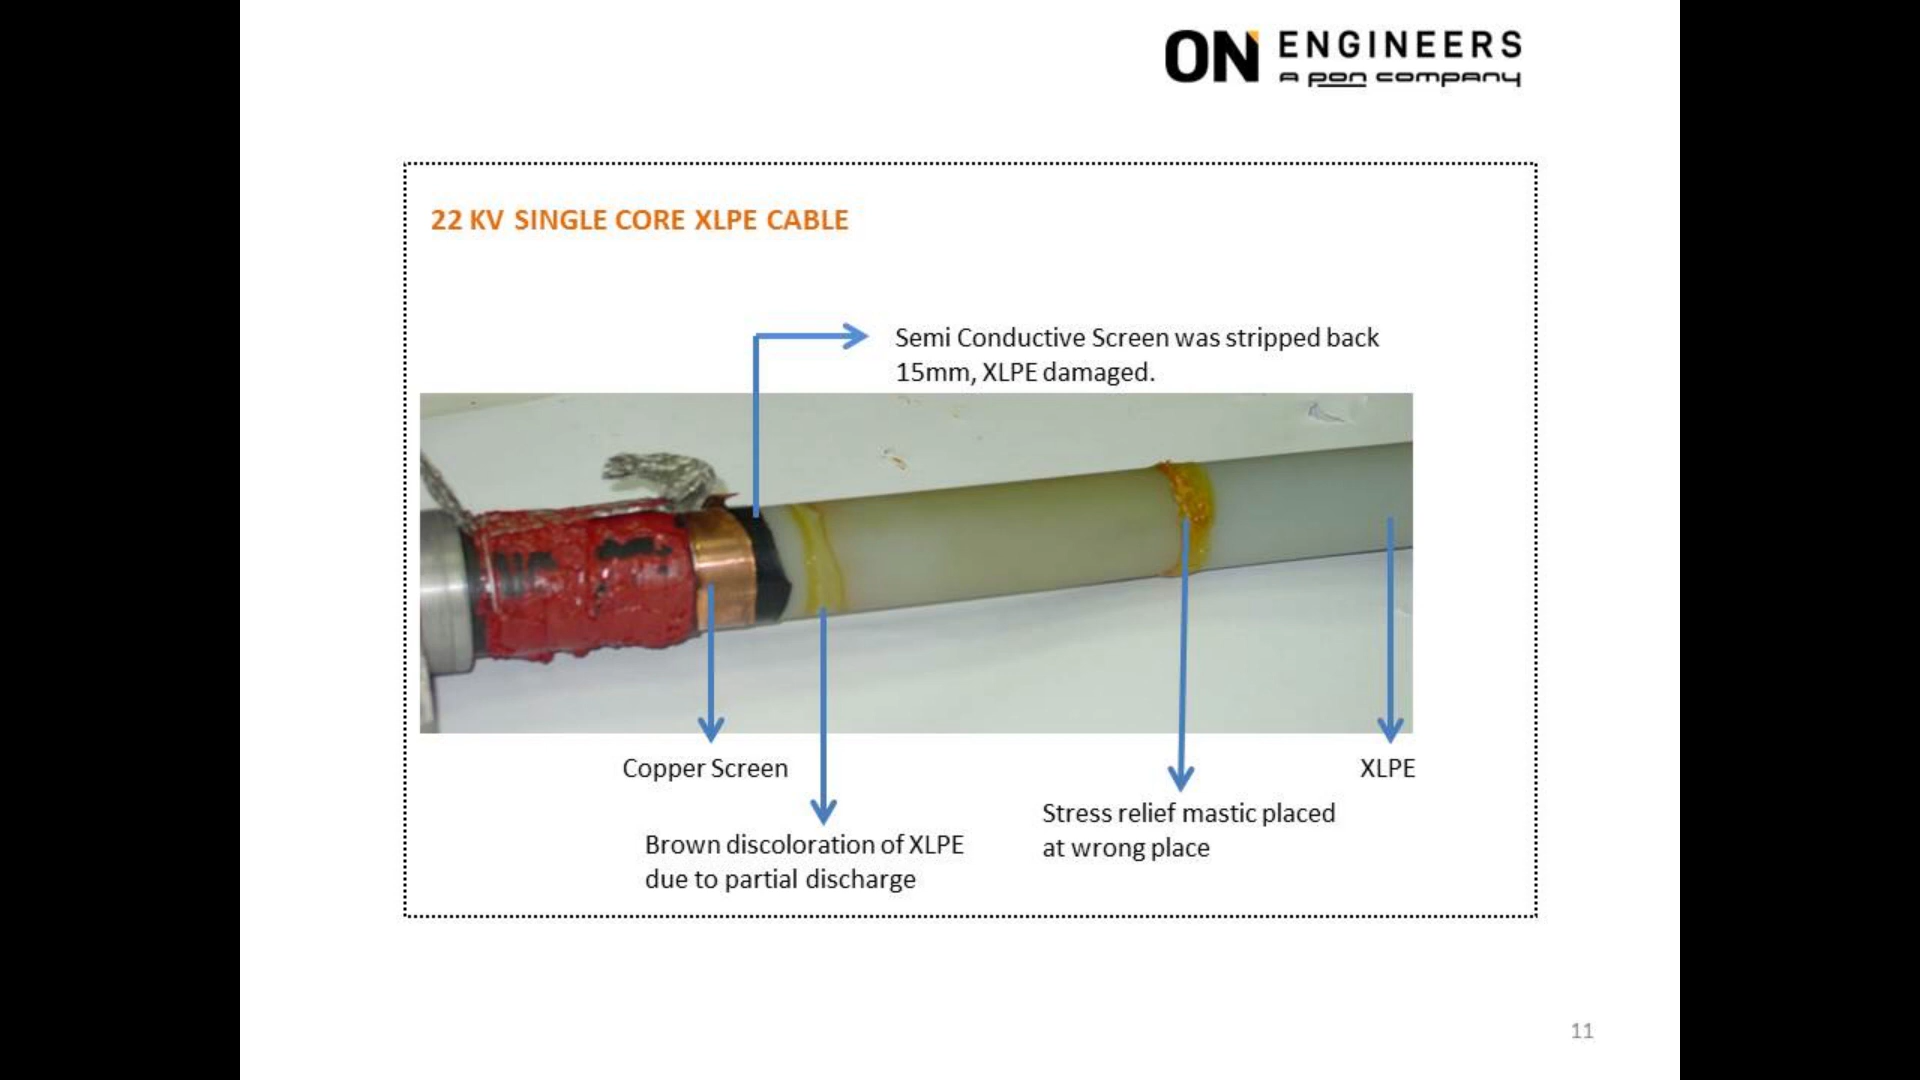 ON ENGINEERS
a pon company
22 KV SINGLE CORE XLPE CABLE
Semi Conductive Screen was stripped back
15mm, XLPE damaged.
Copper Screen
XLPE
Stress relief mastic placed
at wrong place
Brown discoloration of XLPE
due to partial discharge
11